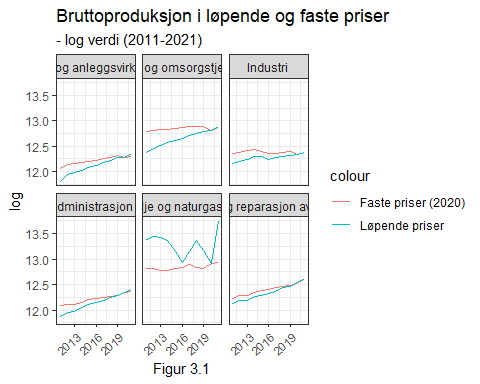 Bruttoproduksjon i løpende og faste priser
- log verdi (2011-2021)
og anleggsvirk
og omsorgstje
Industri
13.5
13.0
12.5
12.0
dministrasjon
je og naturgas
reparasjon av
13.5
13.0
12.5
12.0
log
2013
2016
2019
2013
2016
2019
2013
2016
2019
Figur 3.1
colour
Faste priser (2020)
Løpende priser